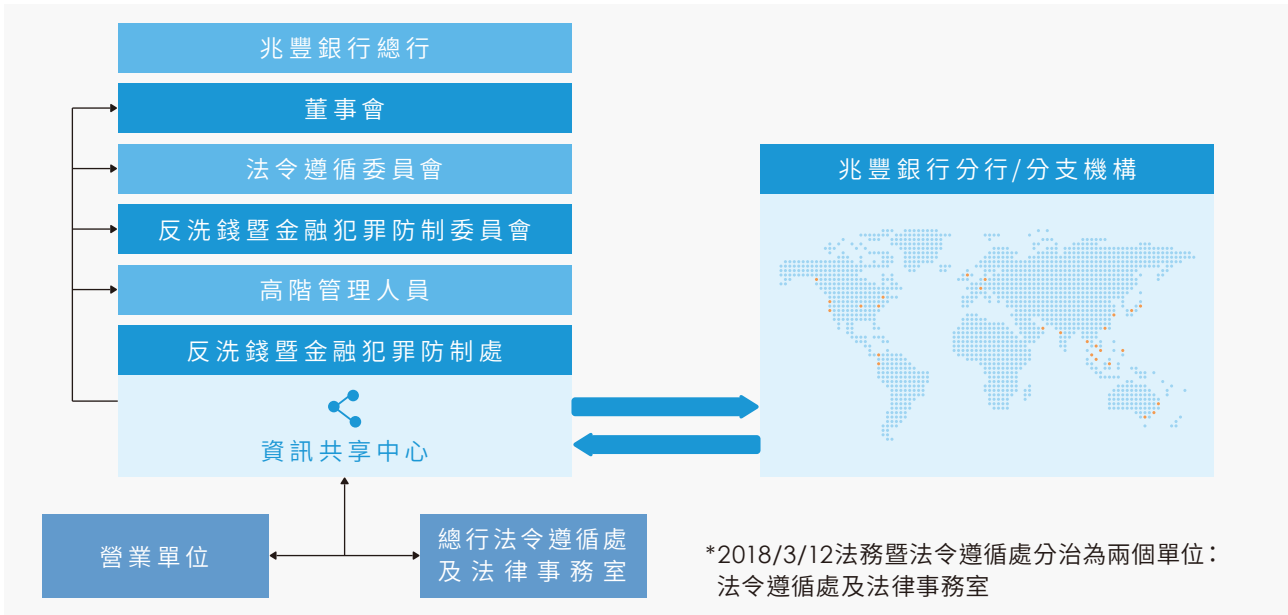 兆豐銀行總行
董事會
法令遵循委員會
反洗錢暨金融犯罪防制委員會
高階管理人員
反洗錢暨金融犯罪防制處
資訊共享中心
兆豐銀行分行/分支機構
營業單位
總行法令遵循處
及法律事務室
*2018/3/12法務暨法令遵循處分治為兩個單位：
法令遵循處及法律事務室